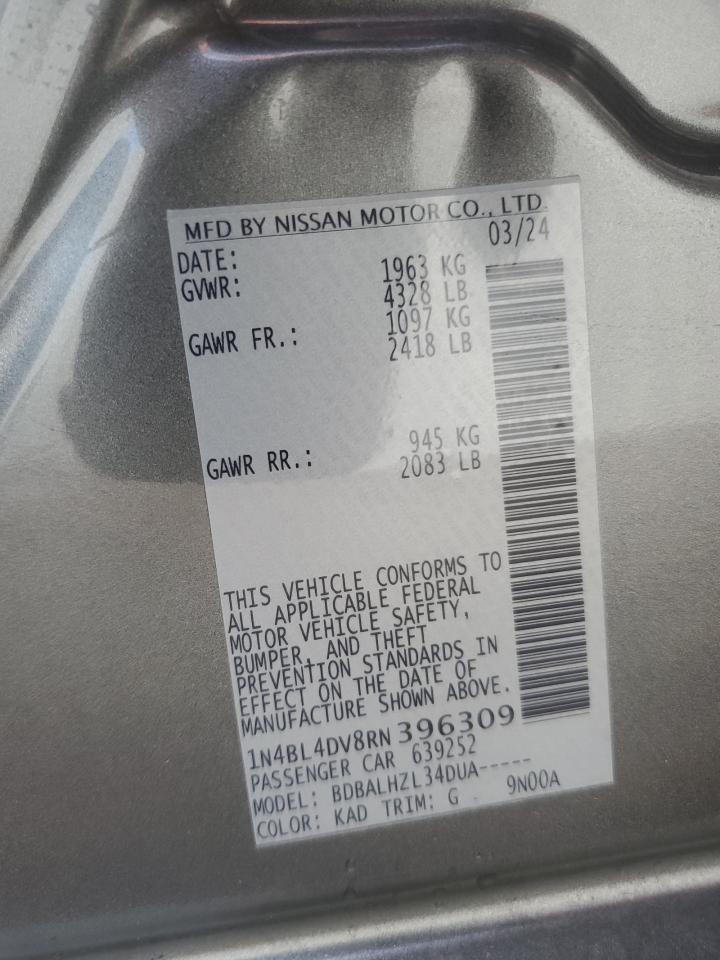 MFD BY NISSAN MOTOR CO., LTD.
DATE: 03/24
GVWR: 1963 KG
4328 LB
GAWR FR.: 1097 KG
2418 LB
GAWR RR.: 945 KG
2083 LB
THIS VEHICLE CONFORMS TO
ALL APPLICABLE FEDERAL
MOTOR VEHICLE SAFETY,
BUMPER, AND THEFT
PREVENTION STANDARDS IN
EFFECT ON THE DATE OF
MANUFACTURE SHOWN ABOVE.
1N4BL4DV8RN396309
PASSENGER CAR 639252
MODEL: BDBALHZL34DUA-----
COLOR: KAD TRIM: G 9N00A